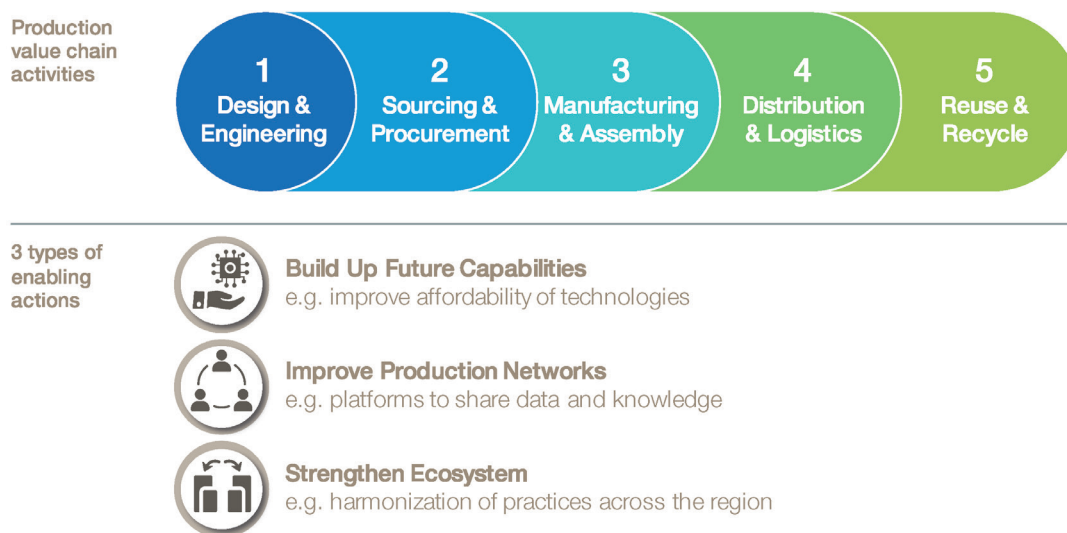 Production
value chain
activities
1
Design &
Engineering
2
Sourcing &
Procurement
3
Manufacturing
& Assembly
4
Distribution
& Logistics
5
Reuse &
Recycle
3 types of
enabling
actions
Build Up Future Capabilities
e.g. improve affordability of technologies
Improve Production Networks
e.g. platforms to share data and knowledge
Strengthen Ecosystem
e.g. harmonization of practices across the region